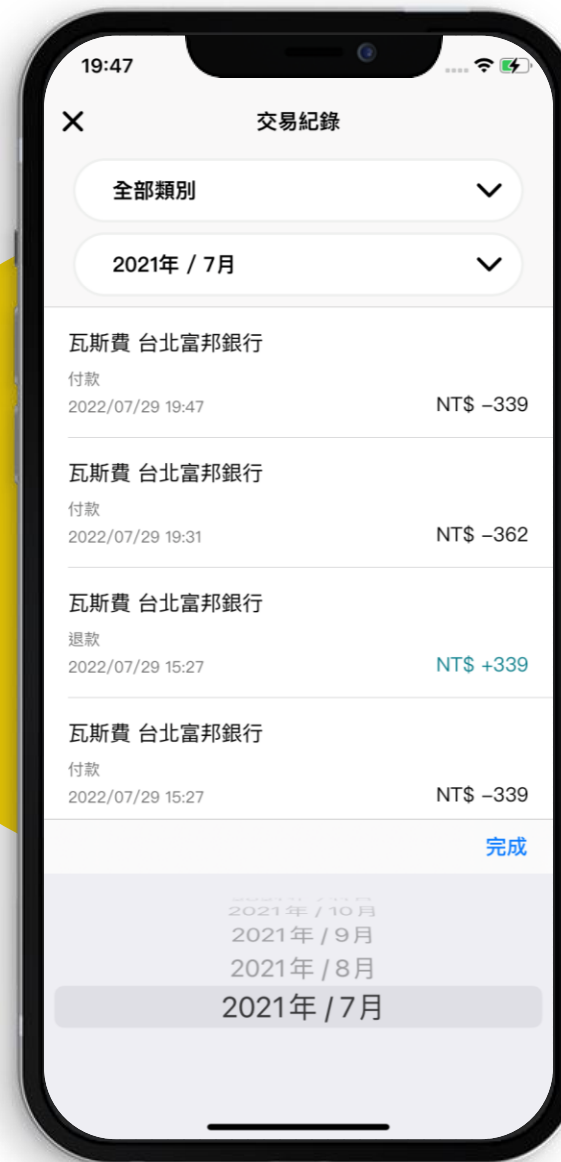 19:47
交易紀錄
全部類別
2021年 / 7月
瓦斯費 台北富邦銀行
付款
2022/07/29 19:47
NT$ −339
瓦斯費 台北富邦銀行
付款
2022/07/29 19:31
NT$ −362
瓦斯費 台北富邦銀行
退款
2022/07/29 15:27
NT$ +339
瓦斯費 台北富邦銀行
付款
2022/07/29 15:27
NT$ −339
完成
2021年 / 10月
2021年 / 9月
2021年 / 8月
2021年 / 7月